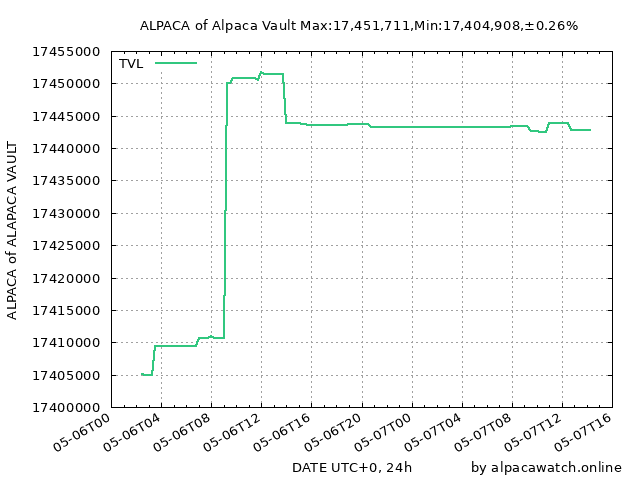 ALPACA of Alpaca Vault Max:17,451,711,Min:17,404,908,±0.26%
TVL
17455000
17450000
17445000
17440000
17435000
17430000
17425000
17420000
17415000
17410000
17405000
17400000
ALPACA of ALAPACA VAULT
05-06T00
05-06T04
05-06T08
05-06T12
05-06T16
05-06T20
05-07T00
05-07T04
05-07T08
05-07T12
05-07T16
DATE UTC+0, 24h
by alpacawatch.online